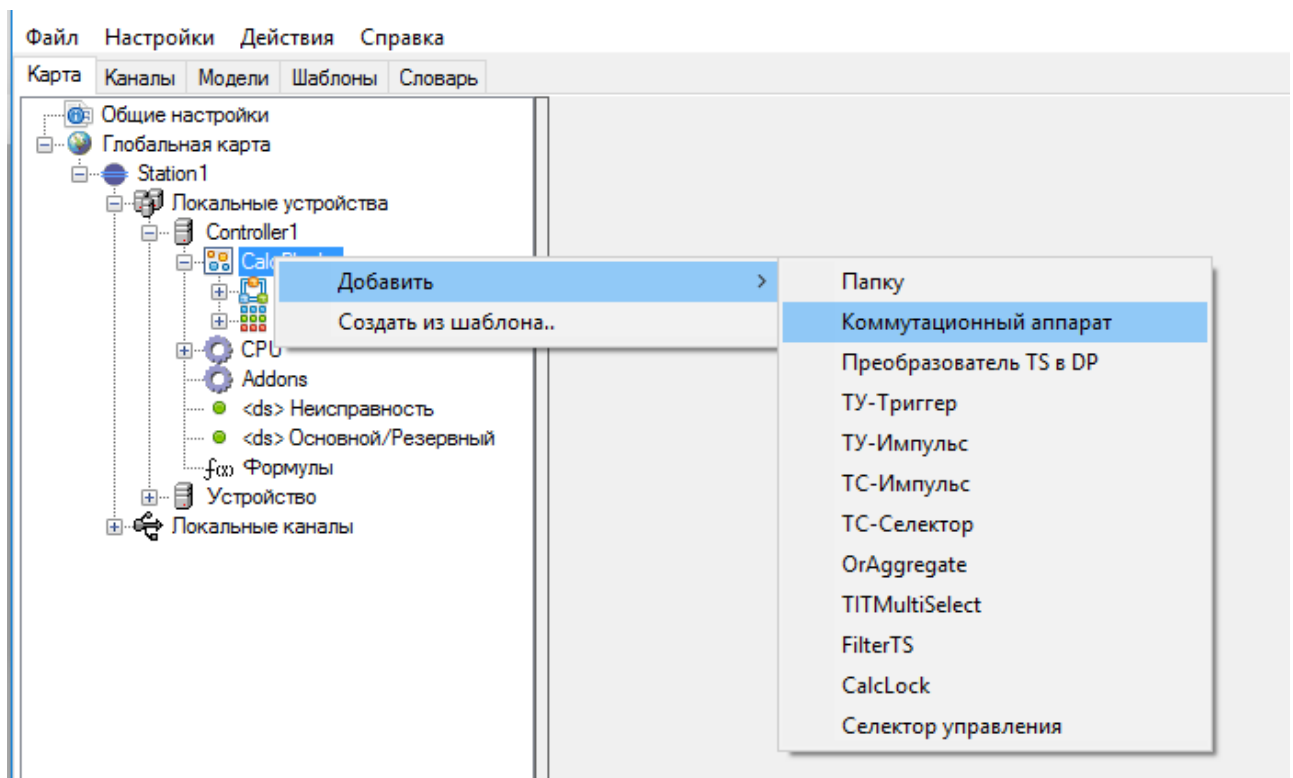 Файл Настройки Действия Справка
Карта Каналы Модели Шаблоны Словарь
Общие настройки
Глобальная карта
Station1
Локальные устройства
Controller1
CPU
Addons
<ds> Неисправность
<ds> Основной/Резервный
f(x) Формулы
Устройство
Локальные каналы
Добавить >
Создать из шаблона..
Папку
Коммутационный аппарат
Преобразователь TS в DP
ТУ-Триггер
ТУ-Импульс
ТС-Импульс
ТС-Селектор
OrAggregate
TITMultiSelect
FilterTS
CalcLock
Селектор управления